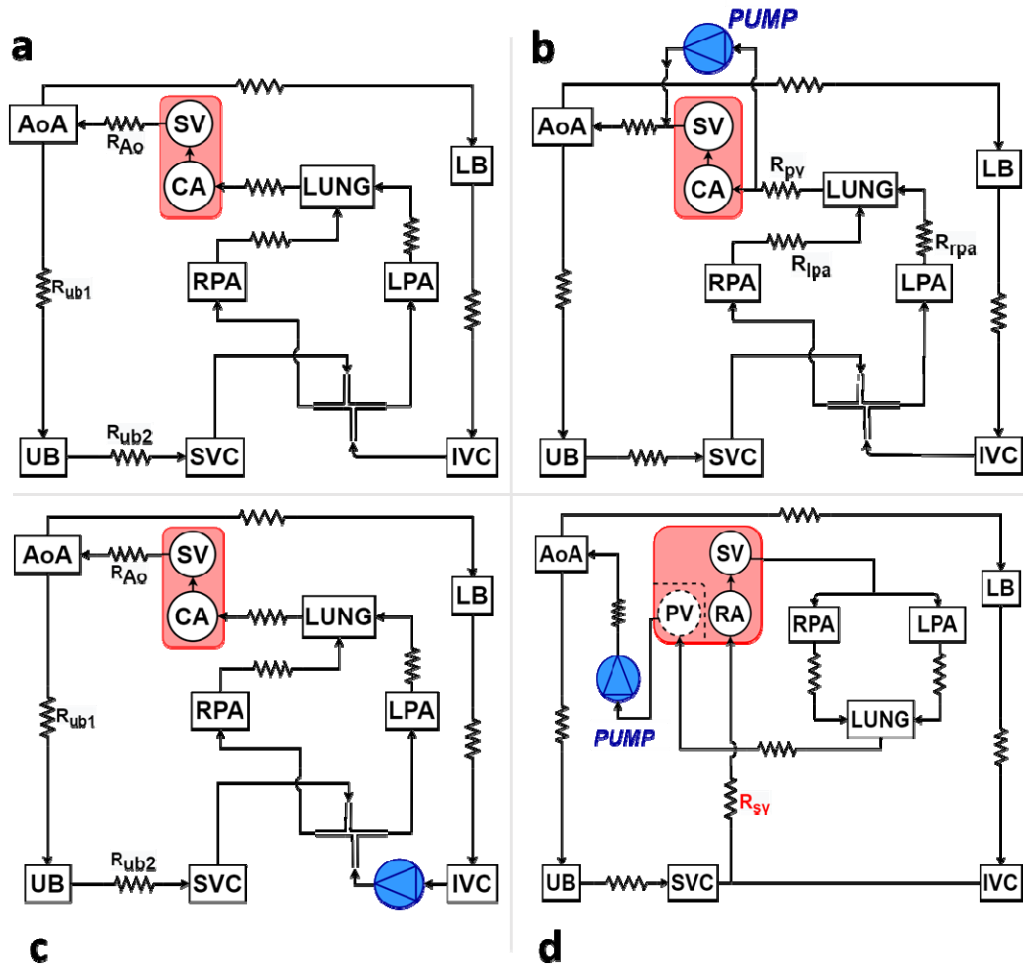 a
AoA
R_Ao
SV
CA
LUNG
LB
R_ub1
RPA
LPA
UB
R_ub2
SVC
IVC
b
PUMP
AoA
SV
CA
R_pv
LUNG
LB
R_lpa
R_rpa
RPA
LPA
UB
SVC
IVC
c
AoA
R_Ao
SV
CA
LUNG
LB
R_ub1
RPA
LPA
UB
R_ub2
SVC
IVC
d
AoA
SV
PV
RA
RPA
LPA
LB
LUNG
PUMP
R_sv
UB
SVC
IVC